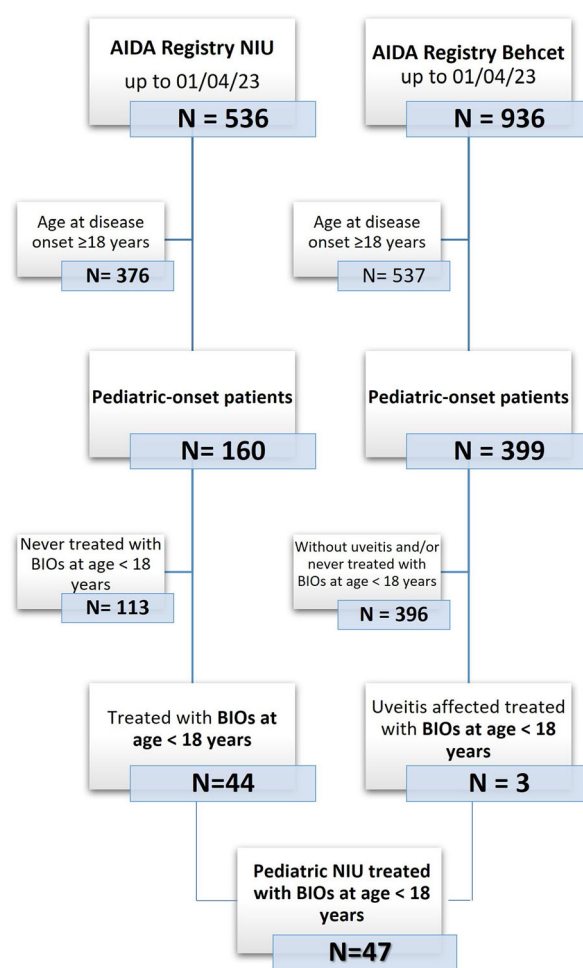 AIDA Registry NIU
up to 01/04/23
N = 536
AIDA Registry Behcet
up to 01/04/23
N = 936
Age at disease
onset ≥18 years
N= 376
Age at disease
onset ≥18 years
N= 537
Pediatric-onset patients
N= 160
Pediatric-onset patients
N = 399
Never treated with
BIOs at age < 18
years
N= 113
Without uveitis and/or
never treated with
BIOs at age < 18 years
N = 396
Treated with BIOs at
age < 18 years
N=44
Uveitis affected treated
with BIOs at age < 18
years
N = 3
Pediatric NIU treated
with BIOs at age < 18
years
N=47